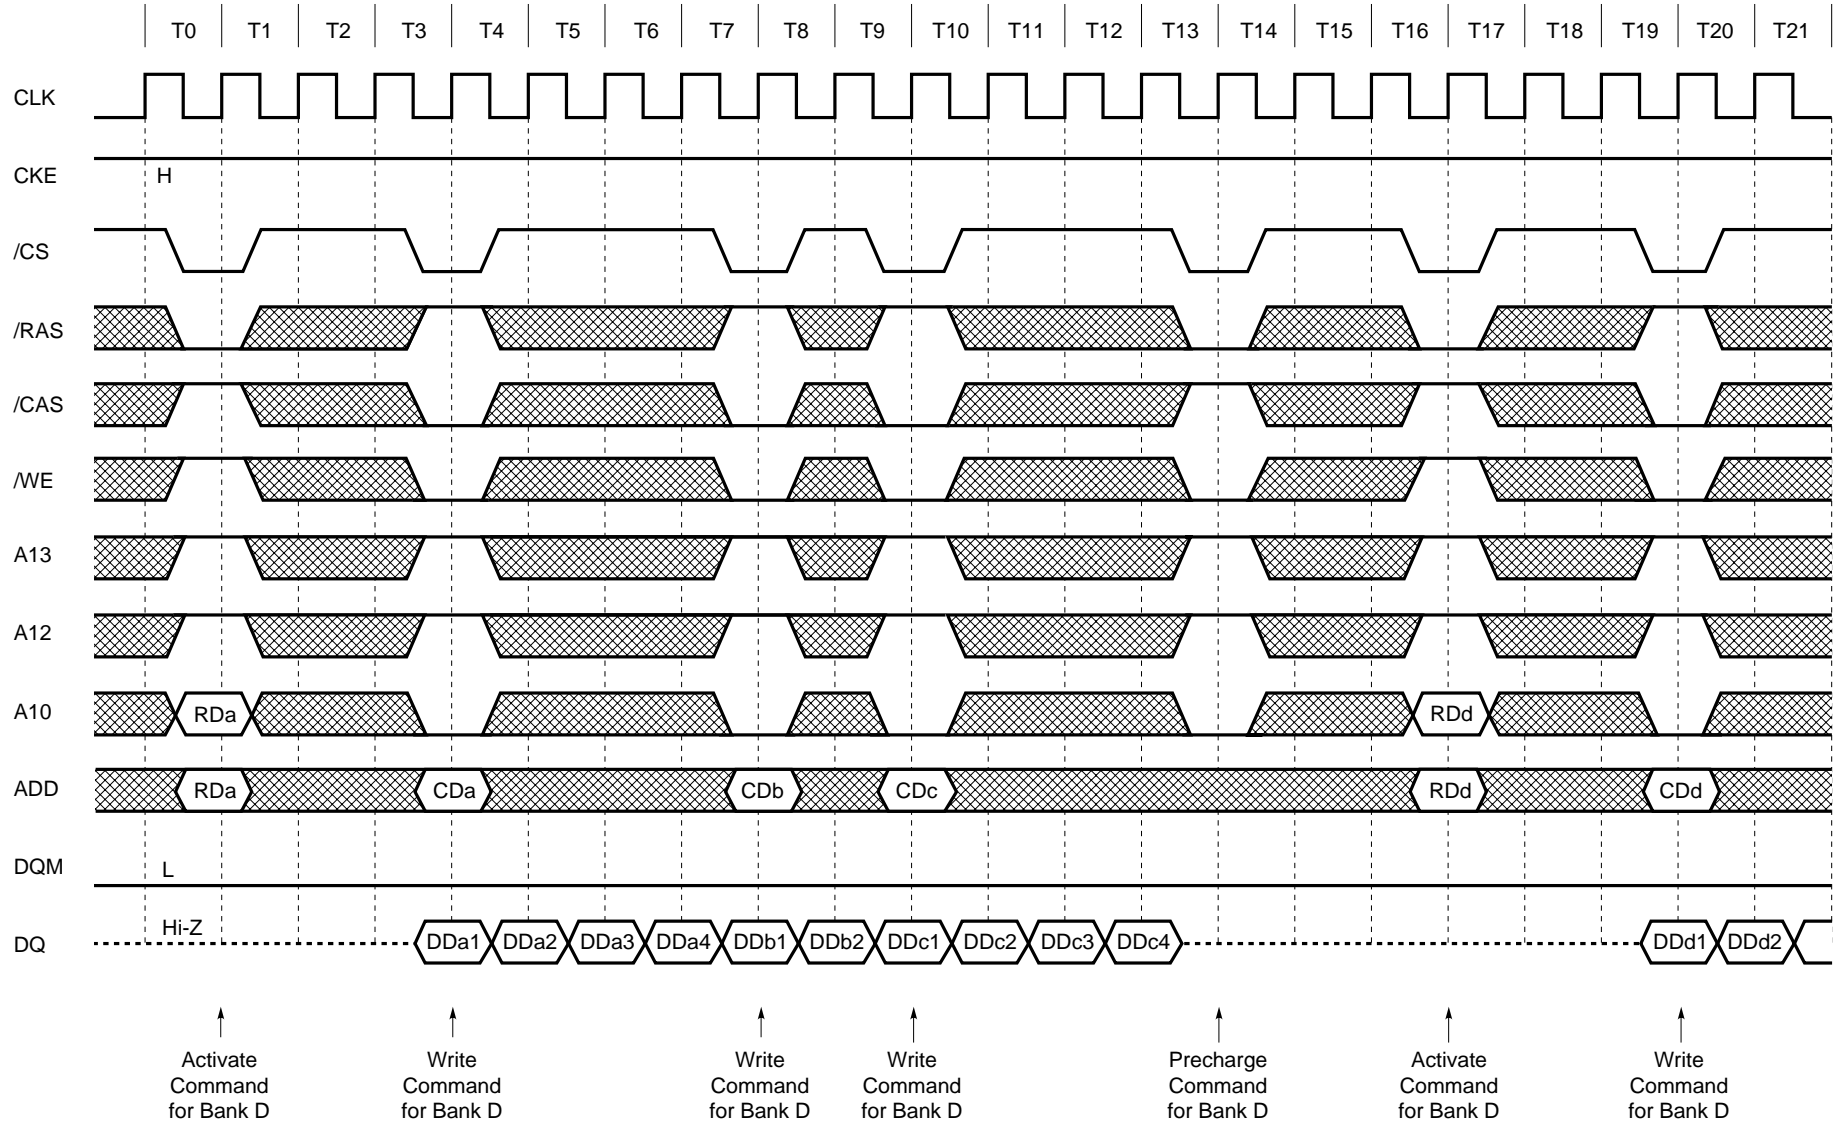 T0 T1 T2 T3 T4 T5 T6 T7 T8 T9 T10 T11 T12 T13 T14 T15 T16 T17 T18 T19 T20 T21
CLK
CKE H
/CS
/RAS
/CAS
/WE
A13
A12
A10 RDa RDd
ADD RDa CDa CDb CDc RDd CDd
DQM L
Hi-Z
DQ DDa1 DDa2 DDa3 DDa4 DDb1 DDb2 DDc1 DDc2 DDc3 DDc4 DDd1 DDd2
Activate
Command
for Bank D
Write
Command
for Bank D
Write
Command
for Bank D
Write
Command
for Bank D
Precharge
Command
for Bank D
Activate
Command
for Bank D
Write
Command
for Bank D